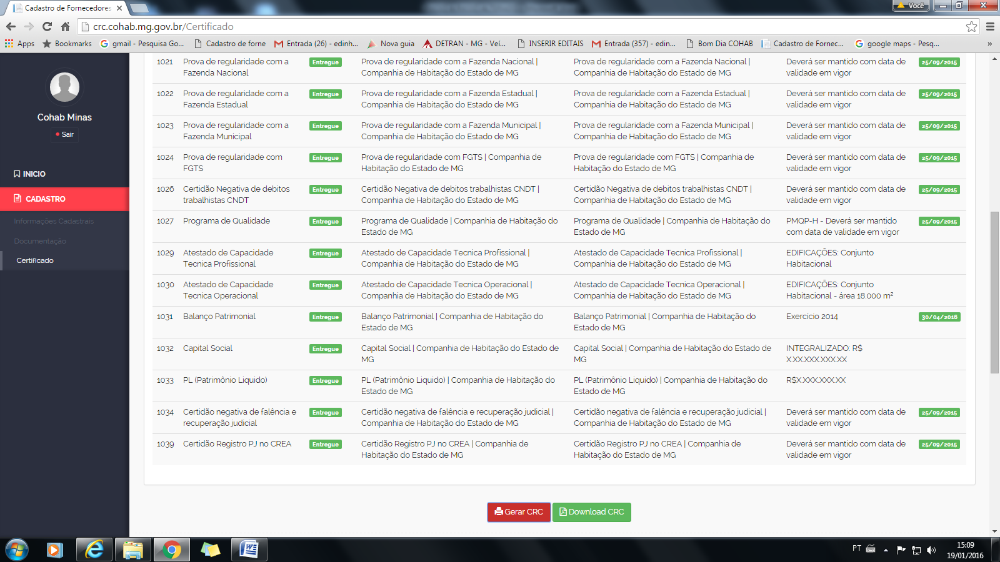 Cadastro de Fornecedores
Você
crc.cohab.mg.gov.br/Certificado
Apps
Bookmarks
gmail - Pesquisa Go...
Cadastro de forne
Entrada (26) - edinh...
Nova guia
DETRAN - MG - Veí...
INSERIR EDITAIS
Entrada (357) - edin...
Bom Dia COHAB
Cadastro de Fornec...
google maps - Pesq...
»
Cohab Minas
Sair
INICIO
CADASTRO
Informações Cadastrais
Documentação
Certificado
1021 Prova de regularidade com a Entregue Prova de regularidade com a Fazenda Nacional | Prova de regularidade com a Fazenda Nacional | Deverá ser mantido com data de 25/09/2015
Fazenda Nacional Companhia de Habitação do Estado de MG Companhia de Habitação do Estado de MG validade em vigor
1022 Prova de regularidade com a Entregue Prova de regularidade com a Fazenda Estadual | Prova de regularidade com a Fazenda Estadual | Deverá ser mantido com data de 25/09/2015
Fazenda Estadual Companhia de Habitação do Estado de MG Companhia de Habitação do Estado de MG validade em vigor
1023 Prova de regularidade com a Entregue Prova de regularidade com a Fazenda Municipal | Prova de regularidade com a Fazenda Municipal | Deverá ser mantido com data de 25/09/2015
Fazenda Municipal Companhia de Habitação do Estado de MG Companhia de Habitação do Estado de MG validade em vigor
1024 Prova de regularidade com Entregue Prova de regularidade com FGTS | Companhia de Prova de regularidade com FGTS | Companhia de Deverá ser mantido com data de 25/09/2015
FGTS Habitação do Estado de MG Habitação do Estado de MG validade em vigor
1026 Certidão Negativa de debitos Entregue Certidão Negativa de debitos trabalhistas CNDT | Certidão Negativa de debitos trabalhistas CNDT | Deverá ser mantido com data de 25/09/2015
trabalhistas CNDT Companhia de Habitação do Estado de MG Companhia de Habitação do Estado de MG validade em vigor
1027 Programa de Qualidade Entregue Programa de Qualidade | Companhia de Habitação do Programa de Qualidade | Companhia de Habitação do PMQP-H - Deverá ser mantido 25/09/2015
Estado de MG Estado de MG com data de validade em vigor
1029 Atestado de Capacidade Entregue Atestado de Capacidade Tecnica Profissional | Atestado de Capacidade Tecnica Profissional | EDIFICAÇÕES: Conjunto
Tecnica Profissional Companhia de Habitação do Estado de MG Companhia de Habitação do Estado de MG Habitacional
1030 Atestado de Capacidade Entregue Atestado de Capacidade Tecnica Operacional | Atestado de Capacidade Tecnica Operacional | EDIFICAÇÕES: Conjunto
Tecnica Operacional Companhia de Habitação do Estado de MG Companhia de Habitação do Estado de MG Habitacional - área 18.000 m²
1031 Balanço Patrimonial Entregue Balanço Patrimonial | Companhia de Habitação do Balanço Patrimonial | Companhia de Habitação do Exercício 2014 30/04/2016
Estado de MG Estado de MG
1032 Capital Social Entregue Capital Social | Companhia de Habitação do Estado de Capital Social | Companhia de Habitação do Estado de INTEGRALIZADO: R$
MG MG X.XX.XXX.XXX.XX
1033 PL (Patrimônio Liquido) Entregue PL (Patrimônio Liquido) | Companhia de Habitação do PL (Patrimônio Liquido) | Companhia de Habitação do R$X.XXX.XXX.XX
Estado de MG Estado de MG
1034 Certidão negativa de falência e Entregue Certidão negativa de falência e recuperação judicial | Certidão negativa de falência e recuperação judicial | Deverá ser mantido com data de 25/09/2015
recuperação judicial Companhia de Habitação do Estado de MG Companhia de Habitação do Estado de MG validade em vigor
1039 Certidão Registro PJ no CREA Entregue Certidão Registro PJ no CREA | Companhia de Certidão Registro PJ no CREA | Companhia de Deverá ser mantido com data de 25/09/2015
Habitação do Estado de MG Habitação do Estado de MG validade em vigor
Gerar CRC
Download CRC
PT
15:09
19/01/2016